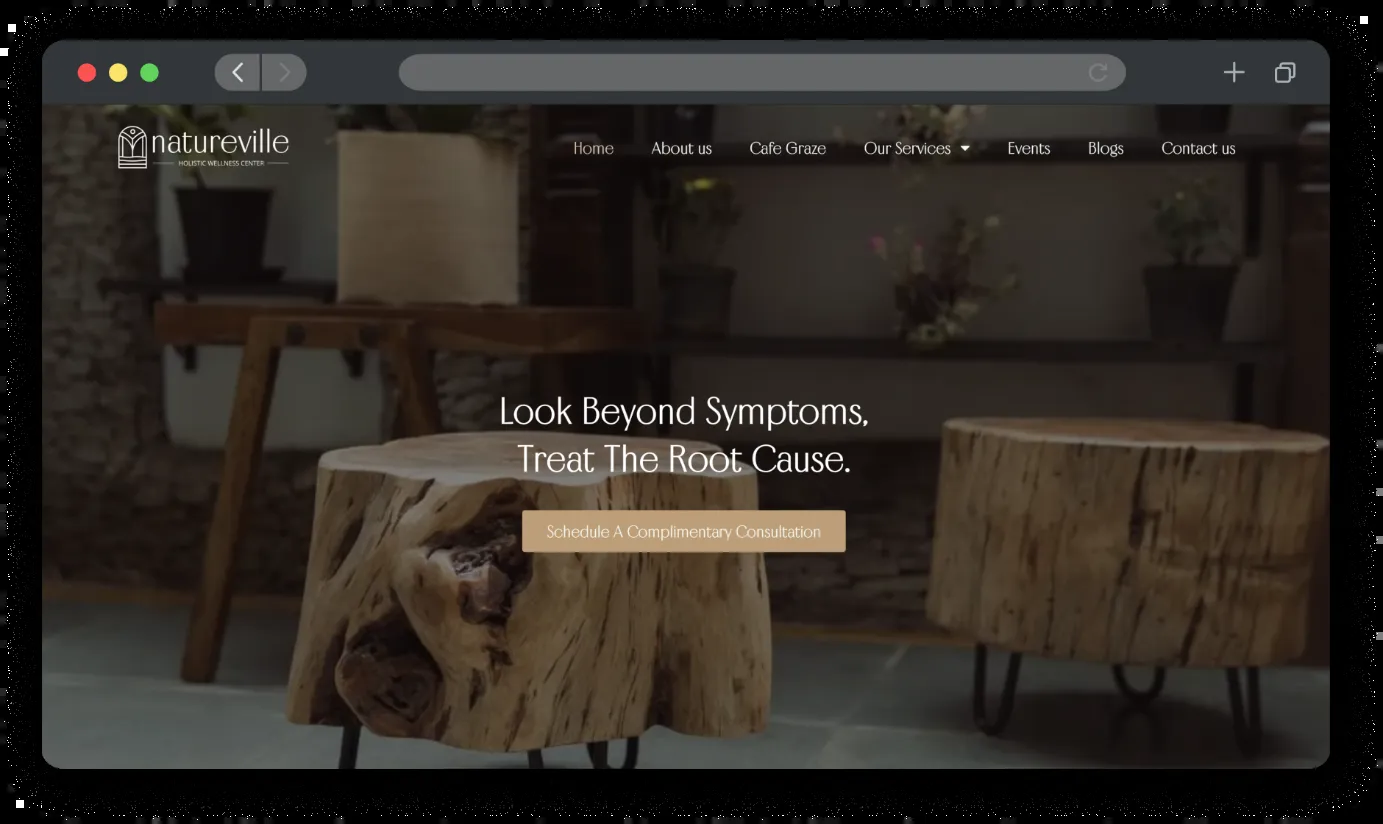 natureville
HOLISTIC WELLNESS CENTER
Home About us Cafe Graze Our Services Events Blogs Contact us
Look Beyond Symptoms,
Treat The Root Cause.
Schedule A Complimentary Consultation